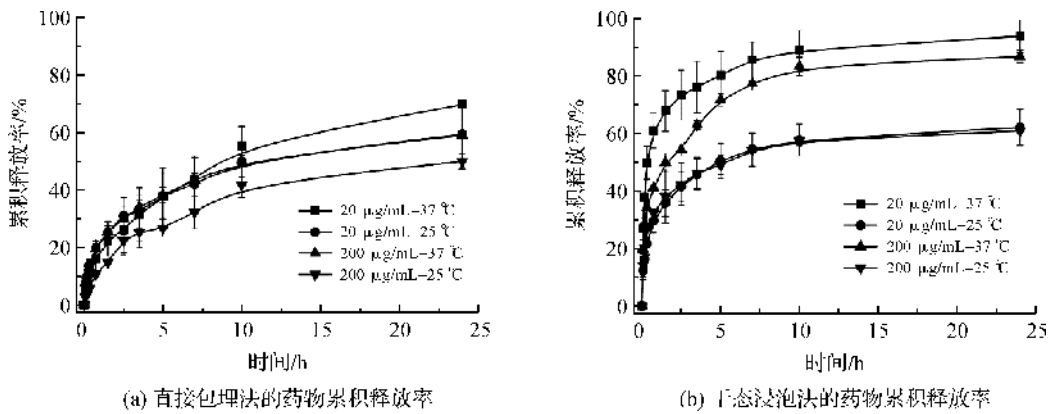 累积释放率/%
100
80
60
40
20
0
20 μg/mL–37 ℃
20 μg/mL–25 ℃
200 μg/mL–37 ℃
200 μg/mL–25 ℃
0 5 10 15 20 25
时间/h
(a) 直接包埋法的药物累积释放率
累积释放率/%
100
80
60
40
20
0
20 μg/mL–37 ℃
20 μg/mL–25 ℃
200 μg/mL–37 ℃
200 μg/mL–25 ℃
0 5 10 15 20 25
时间/h
(b) 干态浸泡法的药物累积释放率